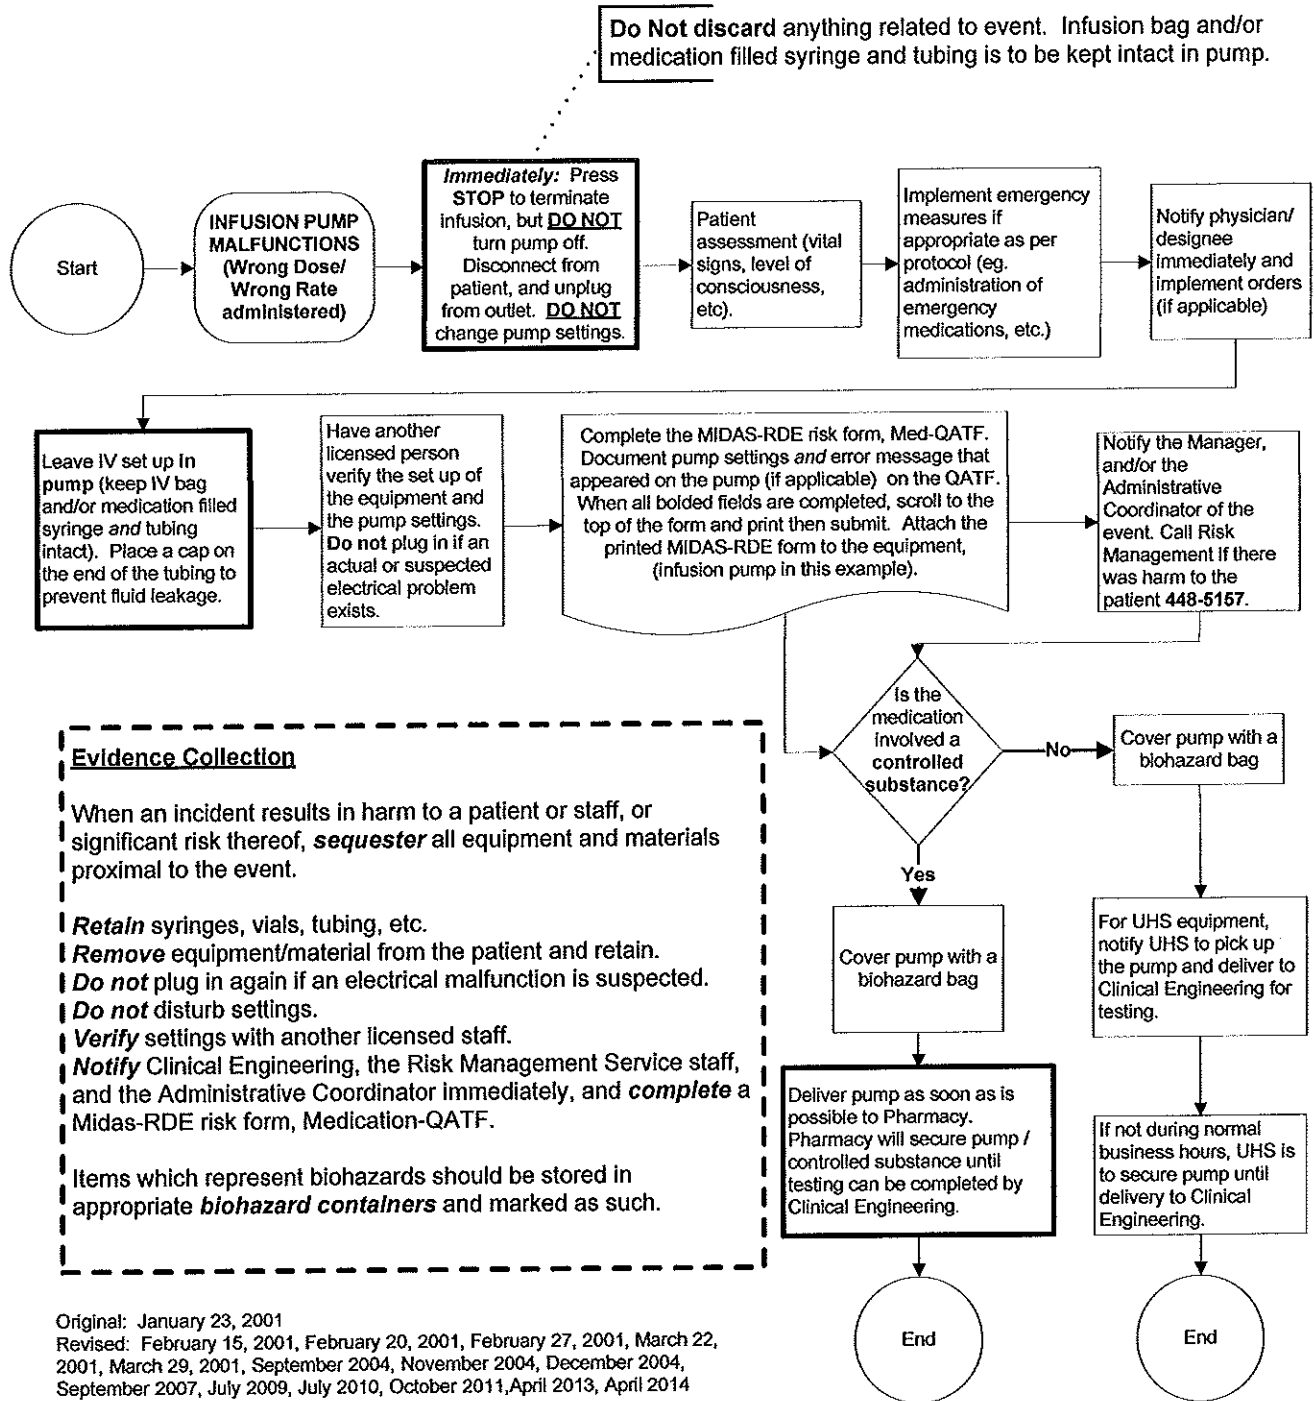 Do Not discard anything related to event.  Infusion bag and/or
medication filled syringe and tubing is to be kept intact in pump.
Start
INFUSION PUMP
MALFUNCTIONS
(Wrong Dose/
Wrong Rate
administered)
Immediately:  Press
STOP to terminate
infusion, but DO NOT
turn pump off.
Disconnect from
patient, and unplug
from outlet.  DO NOT
change pump settings.
Patient
assessment (vital
signs, level of
consciousness,
etc).
Implement emergency
measures if
appropriate as per
protocol (eg.
administration of
emergency
medications, etc.)
Notify physician/
designee
immediately and
implement orders
(if applicable)
Leave IV set up in
pump (keep IV bag
and/or medication filled
syringe and tubing
intact).  Place a cap on
the end of the tubing to
prevent fluid leakage.
Have another
licensed person
verify the set up of
the equipment and
the pump settings.
Do not plug in if an
actual or suspected
electrical problem
exists.
Complete the MIDAS-RDE risk form, Med-QATF.
Document pump settings and error message that
appeared on the pump (if applicable)  on the QATF.
When all bolded fields are completed, scroll to the
top of the form and print then submit.  Attach the
printed MIDAS-RDE form to the equipment,
(infusion pump in this example).
Notify the Manager,
and/or the
Administrative
Coordinator of the
event. Call Risk
Management if there
was harm to the
patient 448-5157.
Is the
medication
involved a
controlled
substance?
No
Cover pump with a
biohazard bag
Yes
Cover pump with a
biohazard bag
For UHS equipment,
notify UHS to pick up
the pump and deliver to
Clinical Engineering for
testing.
Deliver pump as soon as is
possible to Pharmacy.
Pharmacy will secure pump /
controlled substance until
testing can be completed by
Clinical Engineering.
If not during normal
business hours, UHS is
to secure pump until
delivery to Clinical
Engineering.
End
End
Evidence Collection
When an incident results in harm to a patient or staff, or
significant risk thereof, sequester all equipment and materials
proximal to the event.
Retain syringes, vials, tubing, etc.
Remove equipment/material from the patient and retain.
Do not plug in again if an electrical malfunction is suspected.
Do not disturb settings.
Verify settings with another licensed staff.
Notify Clinical Engineering, the Risk Management Service staff,
and the Administrative Coordinator immediately, and complete a
Midas-RDE risk form, Medication-QATF.
Items which represent biohazards should be stored in
appropriate biohazard containers and marked as such.
Original:  January 23, 2001
Revised:  February 15, 2001, February 20, 2001, February 27, 2001, March 22,
2001, March 29, 2001, September 2004, November 2004, December 2004,
September 2007, July 2009, July 2010, October 2011,April 2013, April 2014